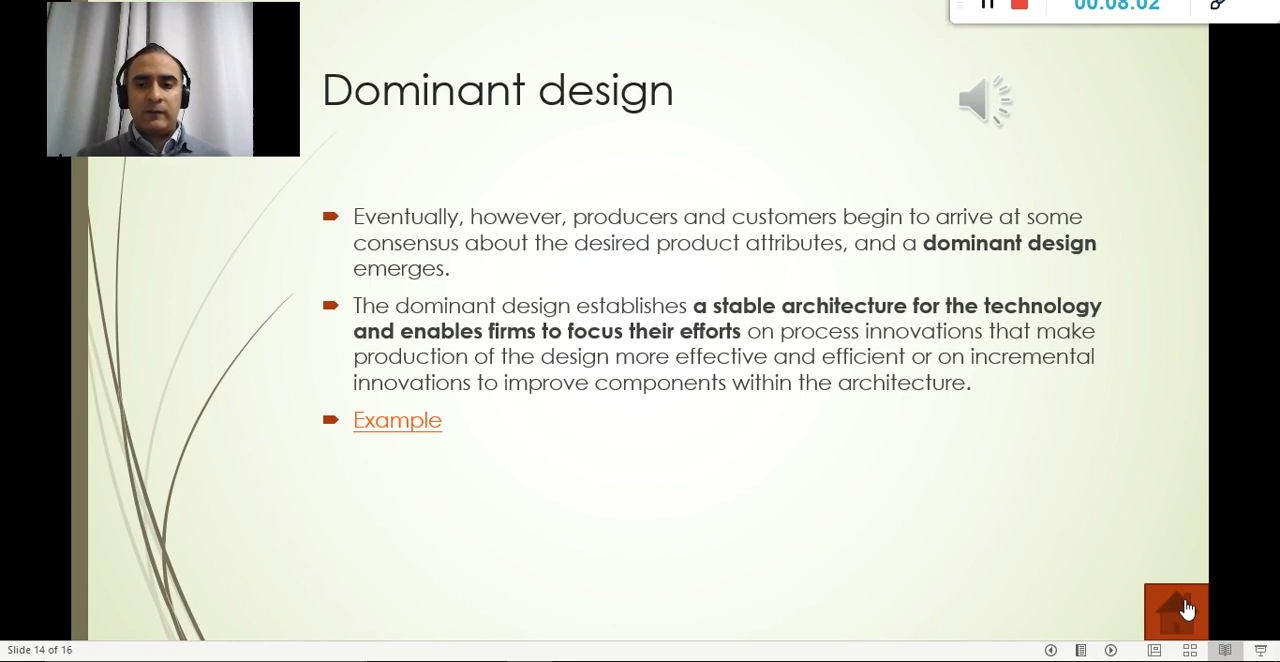 00:08:02
Dominant design
Eventually, however, producers and customers begin to arrive at some
consensus about the desired product attributes, and a dominant design
emerges.
The dominant design establishes a stable architecture for the technology
and enables firms to focus their efforts on process innovations that make
production of the design more effective and efficient or on incremental
innovations to improve components within the architecture.
Example
Slide 14 of 16